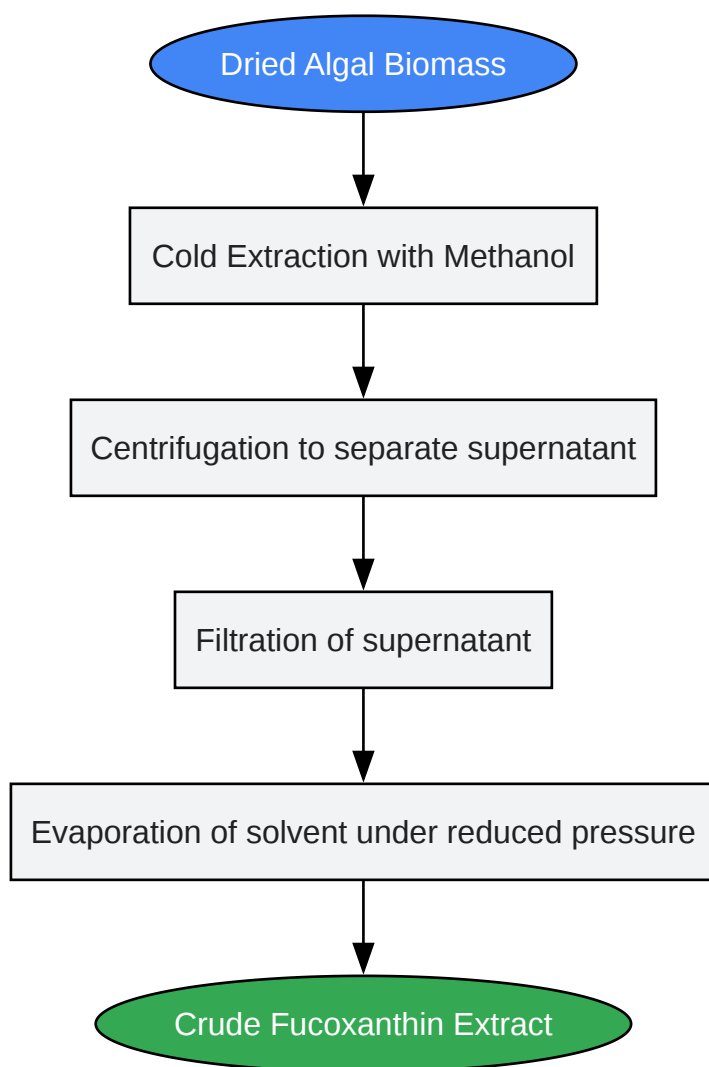 Dried Algal Biomass
Cold Extraction with Methanol
Centrifugation to separate supernatant
Filtration of supernatant
Evaporation of solvent under reduced pressure
Crude Fucoxanthin Extract